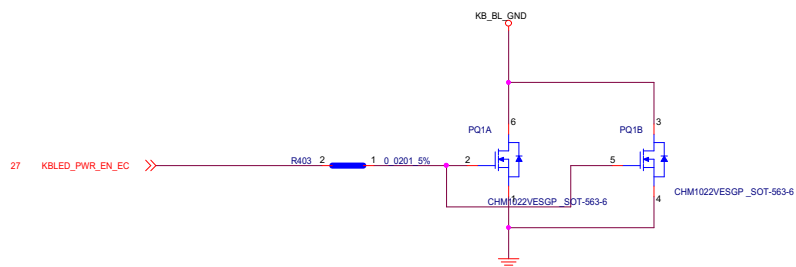 KB_BL_GND
6
3
PQ1A
PQ1B
27 KBLED_PWR_EN_EC
R403 2 1 0_0201_5%
2
5
1
4
CHM1022VESGP _SOT-563-6
CHM1022VESGP _SOT-563-6